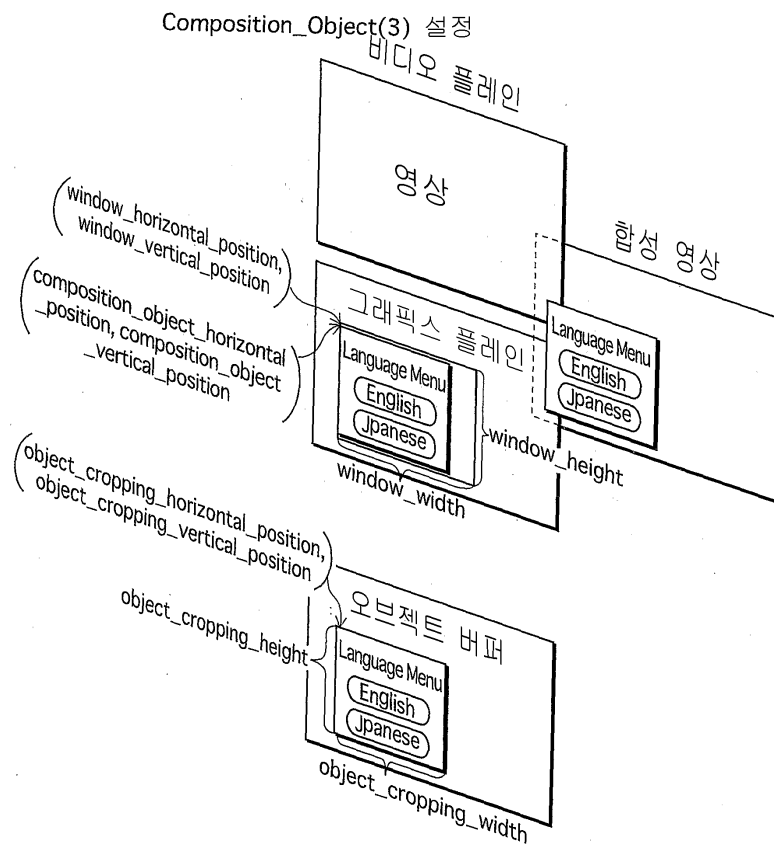 Composition_Object(3) 설정
비디오 플레인
영상
합성 영상
(window_horizontal_position,
window_vertical_position)
그래픽스 플레인
(composition_object_horizontal
_position, composition_object
_vertical_position)
Language Menu
English
Jpanese
Language Menu
English
Jpanese
window_height
window_width
(object_cropping_horizontal_position,
object_cropping_vertical_position)
오브젝트 버퍼
object_cropping_height
Language Menu
English
Jpanese
object_cropping_width